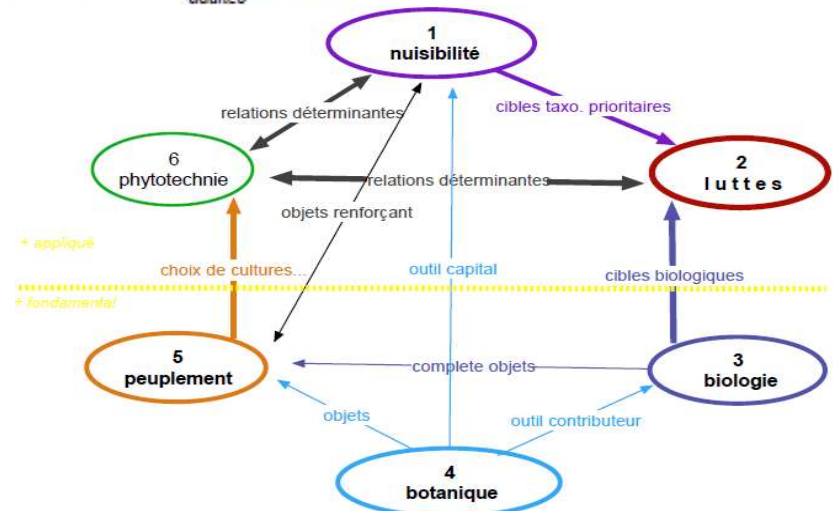 1
nuisibilité
relations déterminantes
cibles taxo. prioritaires
6
phytotechnie
relations déterminantes
2
l u t t e s
objets renforçant
+ appliqué
choix de cultures...
outil capital
cibles biologiques
+ fondamental
5
peuplement
complete objets
3
biologie
objets
outil contributeur
4
botanique